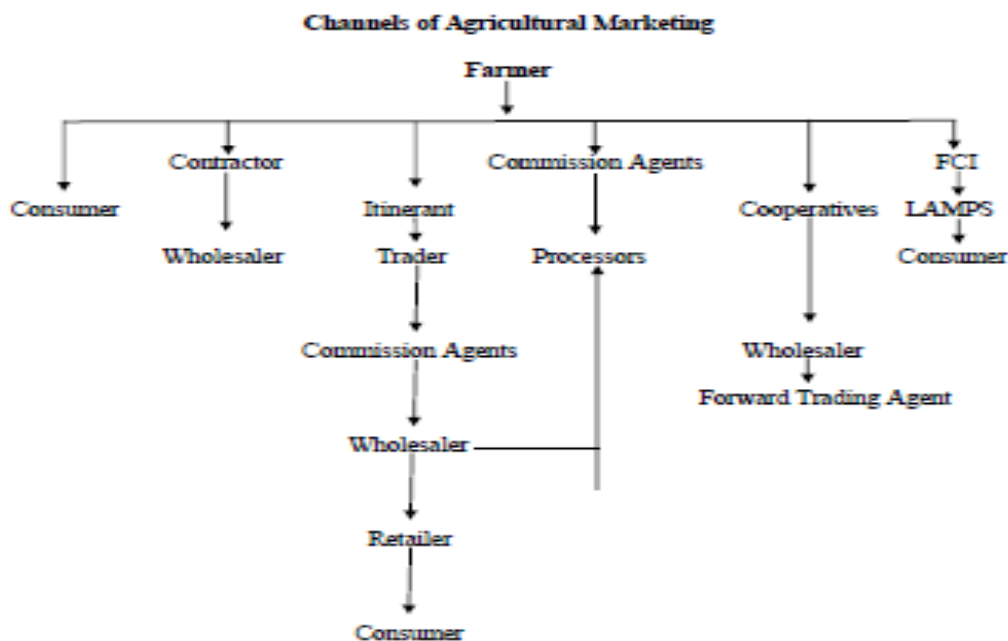 Channels of Agricultural Marketing
Farmer
Contractor
Commission Agents
FCI
Consumer
Itinerant
Cooperatives
LAMPS
Wholesaler
Trader
Processors
Consumer
Commission Agents
Wholesaler
Forward Trading Agent
Wholesaler
Retailer
Consumer